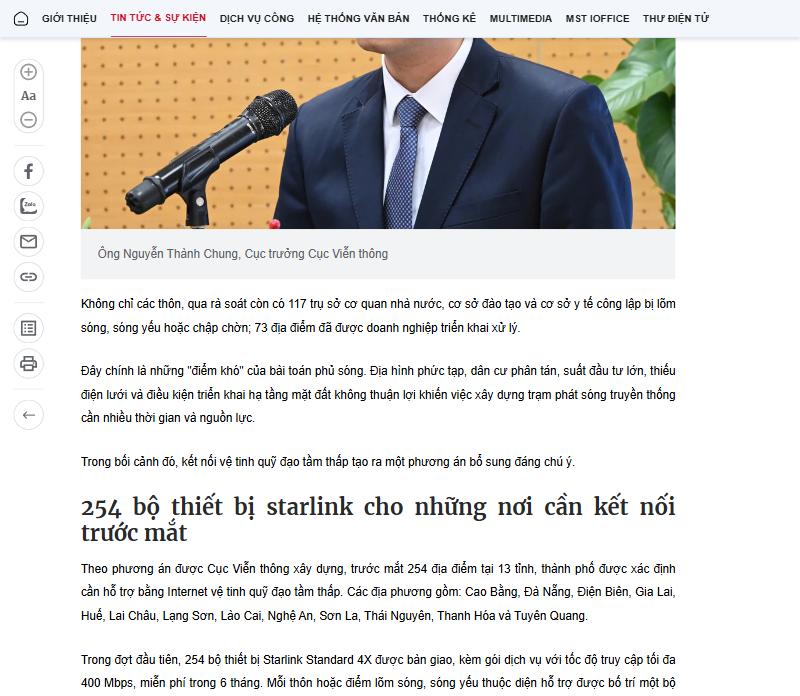 GIỚI THIỆU TIN TỨC & SỰ KIỆN DỊCH VỤ CÔNG HỆ THỐNG VĂN BẢN THỐNG KÊ MULTIMEDIA MST IOFFICE THƯ ĐIỆN TỬ
Aa
Zalo
Ông Nguyễn Thành Chung, Cục trưởng Cục Viễn thông
Không chỉ các thôn, qua rà soát còn có 117 trụ sở cơ quan nhà nước, cơ sở đào tạo và cơ sở y tế công lập bị lõm
sóng, sóng yếu hoặc chập chờn; 73 địa điểm đã được doanh nghiệp triển khai xử lý.
Đây chính là những "điểm khó" của bài toán phủ sóng. Địa hình phức tạp, dân cư phân tán, suất đầu tư lớn, thiếu
điện lưới và điều kiện triển khai hạ tầng mặt đất không thuận lợi khiến việc xây dựng trạm phát sóng truyền thống
cần nhiều thời gian và nguồn lực.
Trong bối cảnh đó, kết nối vệ tinh quỹ đạo tầm thấp tạo ra một phương án bổ sung đáng chú ý.
254 bộ thiết bị starlink cho những nơi cần kết nối
trước mắt
Theo phương án được Cục Viễn thông xây dựng, trước mắt 254 địa điểm tại 13 tỉnh, thành phố được xác định
cần hỗ trợ bằng Internet vệ tinh quỹ đạo tầm thấp. Các địa phương gồm: Cao Bằng, Đà Nẵng, Điện Biên, Gia Lai,
Huế, Lai Châu, Lạng Sơn, Lào Cai, Nghệ An, Sơn La, Thái Nguyên, Thanh Hóa và Tuyên Quang.
Trong đợt đầu tiên, 254 bộ thiết bị Starlink Standard 4X được bàn giao, kèm gói dịch vụ với tốc độ truy cập tối đa
400 Mbps, miễn phí trong 6 tháng. Mỗi thôn hoặc điểm lõm sóng, sóng yếu thuộc diện hỗ trợ được bố trí một bộ